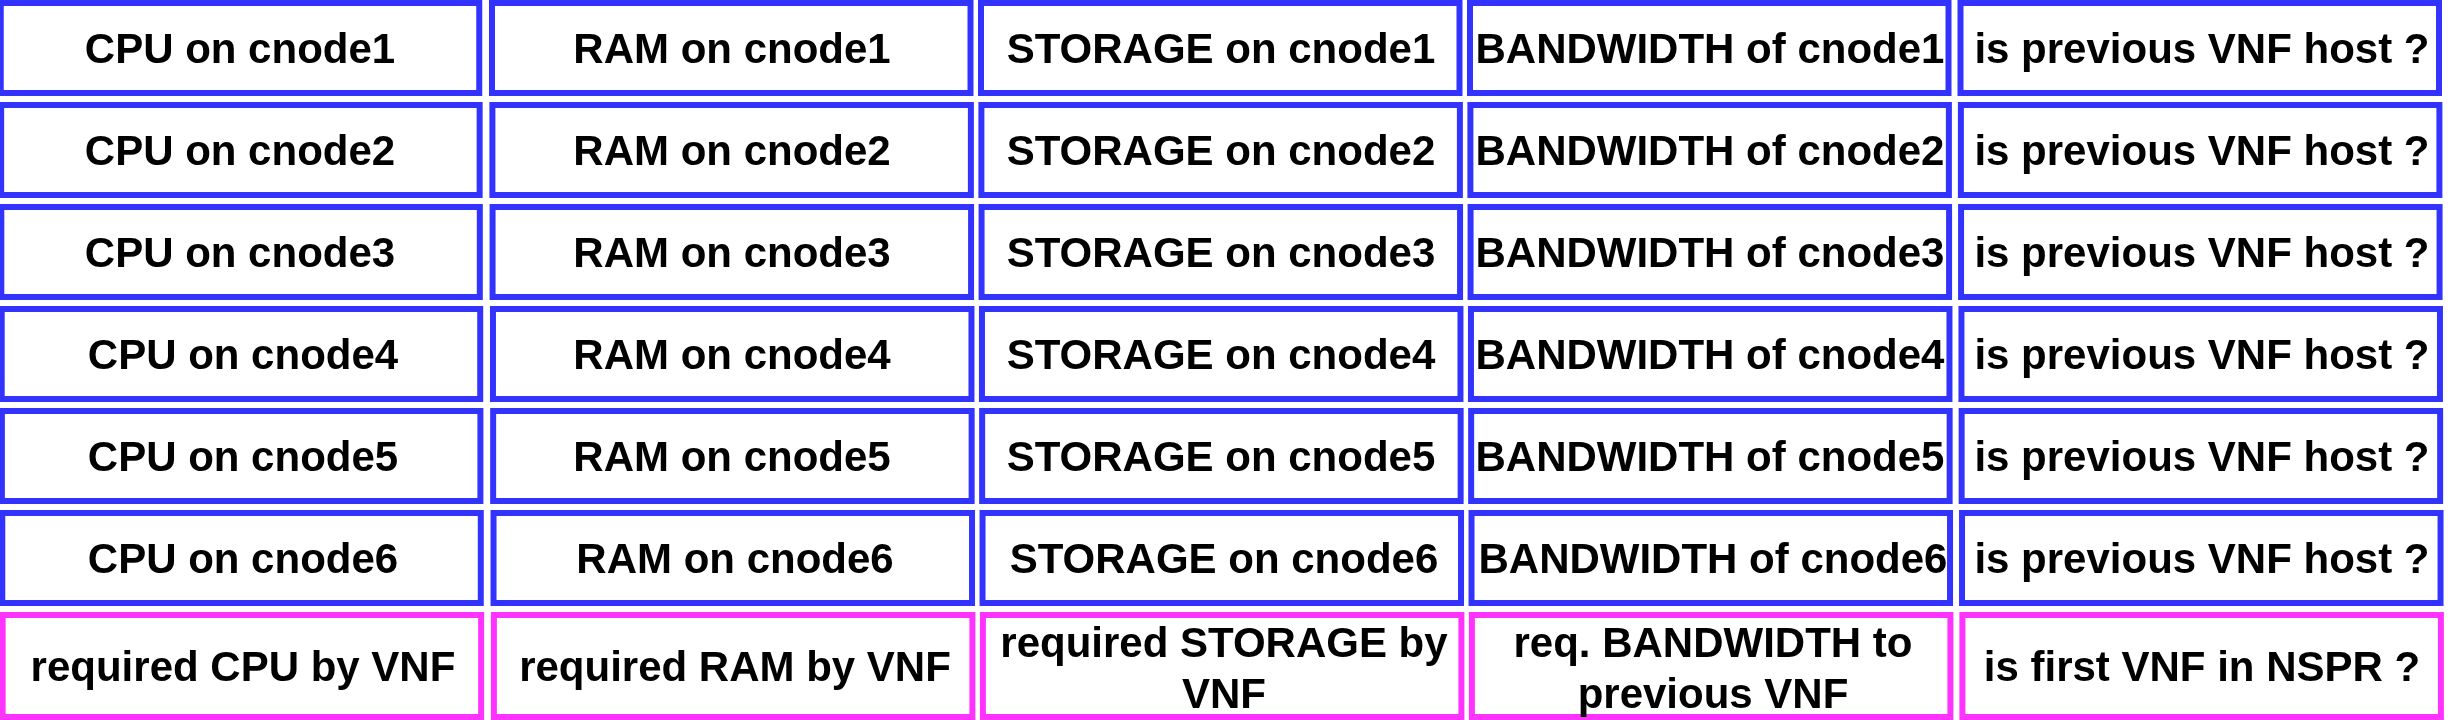 CPU on cnode1 RAM on cnode1 STORAGE on cnode1 BANDWIDTH of cnode1 is previous VNF host ?
CPU on cnode2 RAM on cnode2 STORAGE on cnode2 BANDWIDTH of cnode2 is previous VNF host ?
CPU on cnode3 RAM on cnode3 STORAGE on cnode3 BANDWIDTH of cnode3 is previous VNF host ?
CPU on cnode4 RAM on cnode4 STORAGE on cnode4 BANDWIDTH of cnode4 is previous VNF host ?
CPU on cnode5 RAM on cnode5 STORAGE on cnode5 BANDWIDTH of cnode5 is previous VNF host ?
CPU on cnode6 RAM on cnode6 STORAGE on cnode6 BANDWIDTH of cnode6 is previous VNF host ?
required CPU by VNF
required RAM by VNF
required STORAGE by
VNF
req. BANDWIDTH to
previous VNF
is first VNF in NSPR ?